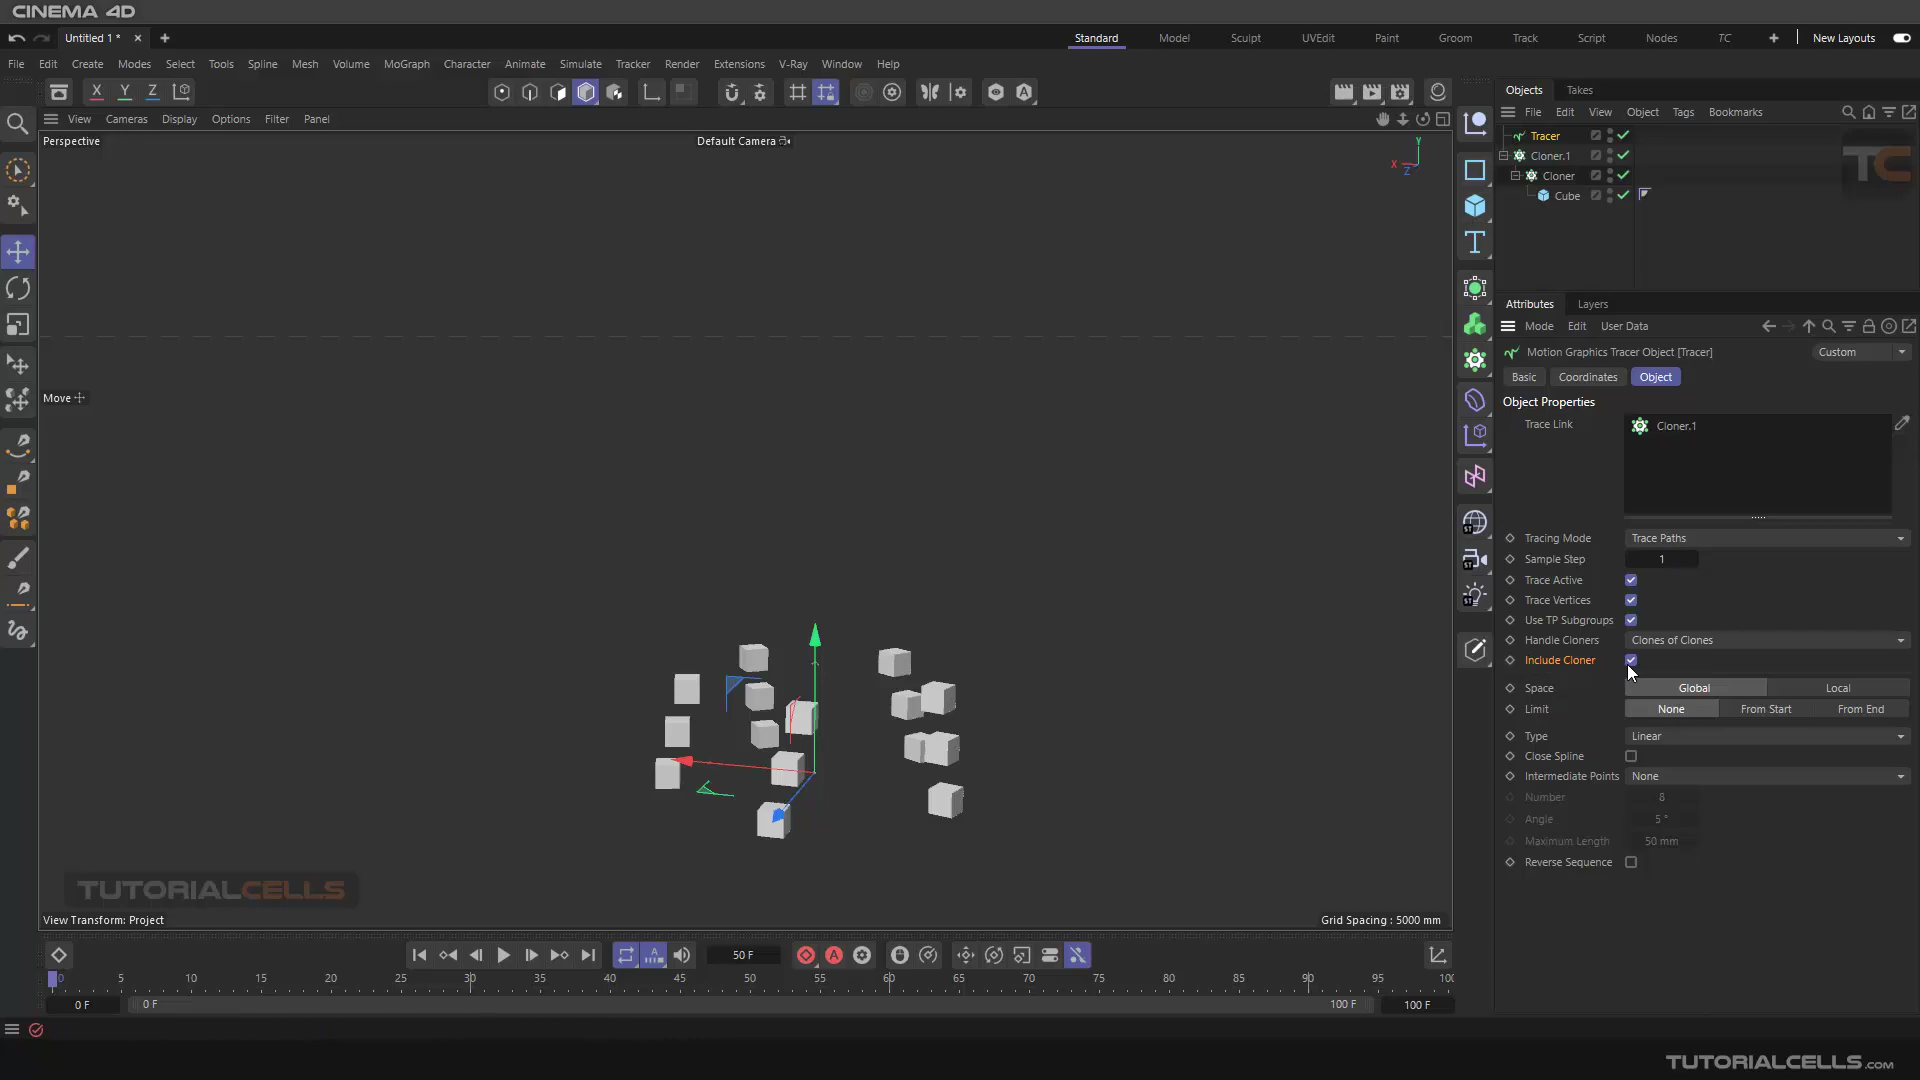 CINEMA 4D
Untitled 1 *
Standard
Model
Sculpt
UVEdit
Paint
Groom
Track
Script
Nodes
TC
New Layouts
File Edit Create Modes Select Tools Spline Mesh Volume MoGraph Character Animate Simulate Tracker Render Extensions V-Ray Window Help
X Y Z
Objects Takes
View Cameras Display Options Filter Panel
File Edit View Object Tags Bookmarks
Perspective
Default Camera
Y
X
Z
Tracer
Cloner.1
Cloner
Cube
TC
Attributes Layers
Mode Edit User Data
Motion Graphics Tracer Object [Tracer]
Custom
Basic Coordinates Object
Object Properties
Trace Link
Cloner.1
Move
Tracing Mode Trace Paths
Sample Step 1
Trace Active
Trace Vertices
Use TP Subgroups
Handle Cloners Clones of Clones
Include Cloner
Space Global Local
Limit None From Start From End
Type Linear
Close Spline
Intermediate Points None
Number 8
Angle 5 °
Maximum Length 50 mm
Reverse Sequence
TUTORIALCELLS
View Transform: Project
Grid Spacing : 5000 mm
50 F
0 5 10 15 20 25 30 35 40 45 50 55 60 65 70 75 80 85 90 95 100
0 F
0 F
100 F
100 F
TUTORIALCELLS.COM